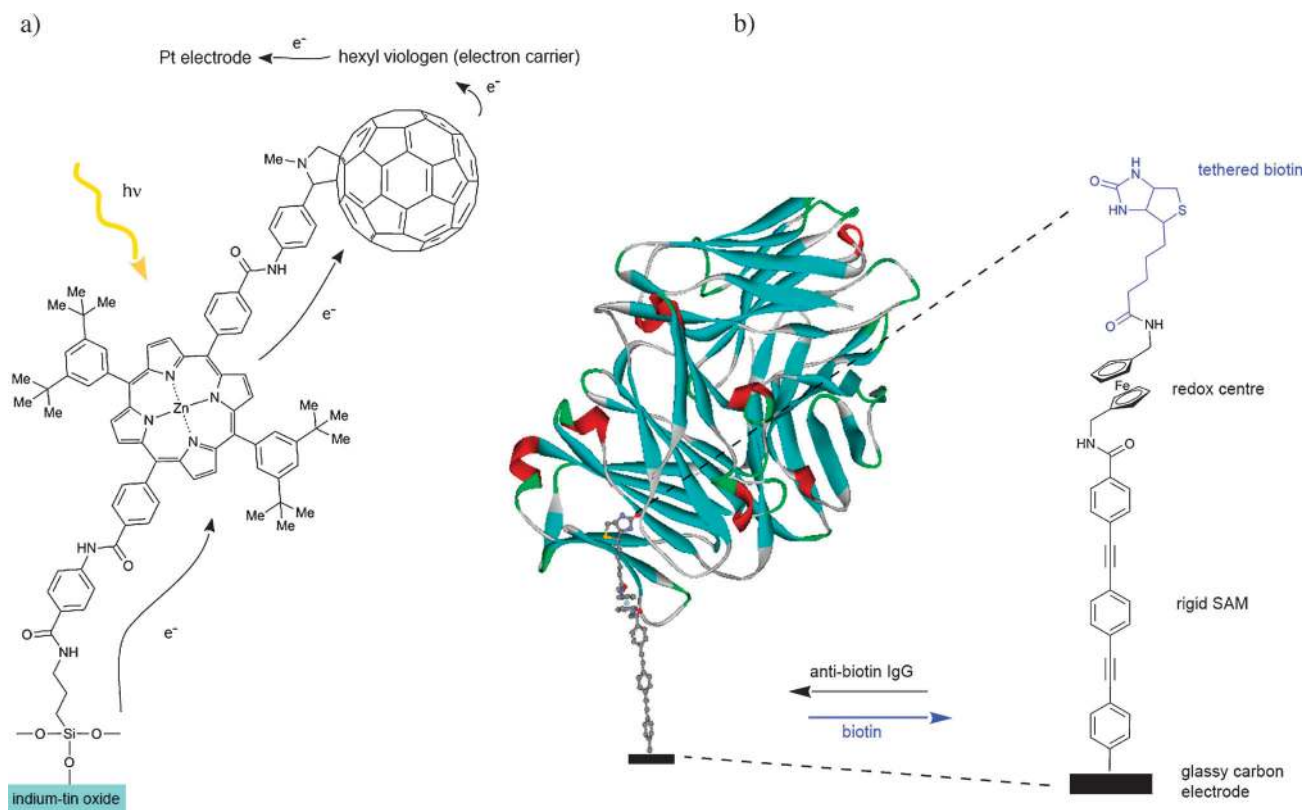 a)
b)
e⁻
Pt electrode
hexyl viologen (electron carrier)
e⁻
Me
N
hν
O
NH
Me
Me
Me
Me
Me
Me
e⁻
N
N
Zn
N
N
Me
Me
Me
NH
O
Me
Me
Me
O
NH
e⁻
O
Si
O
O
indium-tin oxide
O
H
N
HN
S
tethered biotin
O
NH
Fe
redox centre
NH
O
rigid SAM
anti-biotin IgG
biotin
glassy carbon
electrode